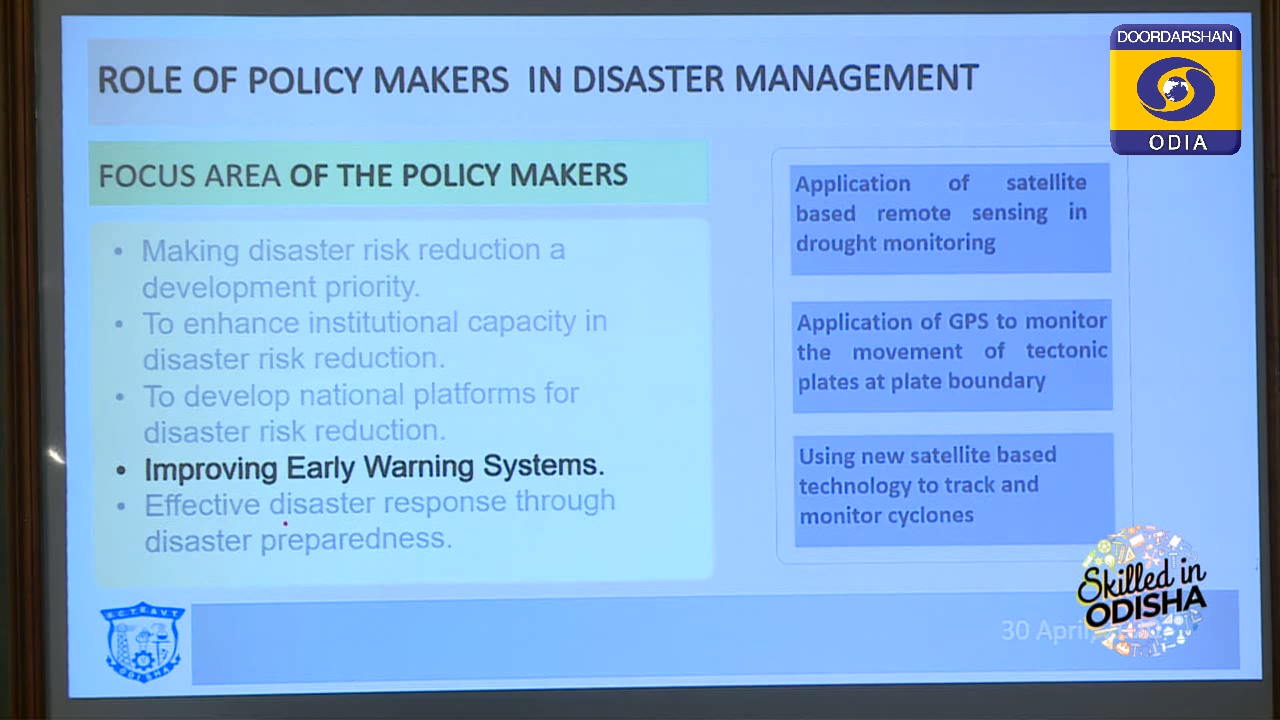 ROLE OF POLICY MAKERS IN DISASTER MANAGEMENT
DOORDARSHAN
ODIA
FOCUS AREA OF THE POLICY MAKERS
• Making disaster risk reduction a
development priority.
• To enhance institutional capacity in
disaster risk reduction.
• To develop national platforms for
disaster risk reduction.
• Improving Early Warning Systems.
• Effective disaster response through
disaster preparedness.
Application of satellite
based remote sensing in
drought monitoring
Application of GPS to monitor
the movement of tectonic
plates at plate boundary
Using new satellite based
technology to track and
monitor cyclones
S.C.T.E.&V.T.
ODISHA
30 April,
Skilled in
ODISHA